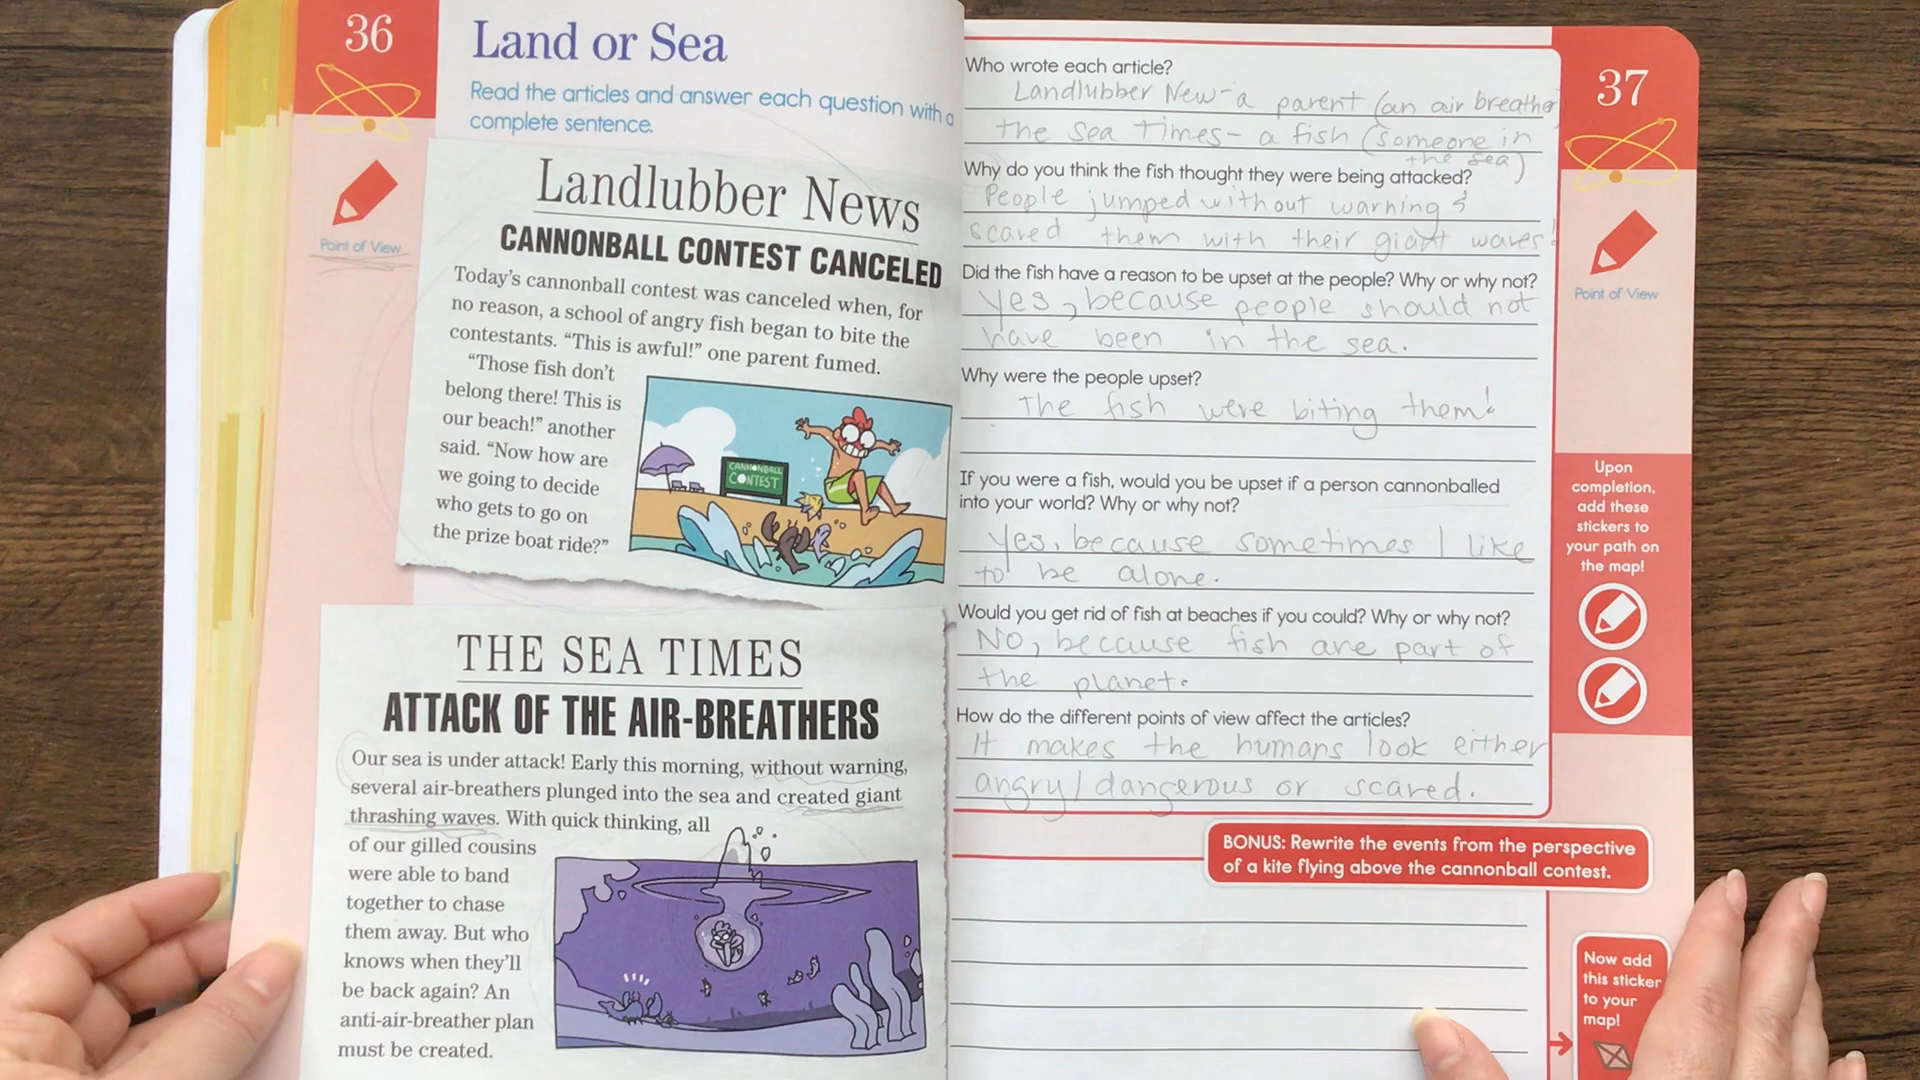 36
Land or Sea
Read the articles and answer each question with a
complete sentence.
Point of View
Landlubber News
CANNONBALL CONTEST CANCELED
Today's cannonball contest was canceled when, for
no reason, a school of angry fish began to bite the
contestants. "This is awful!" one parent fumed.
"Those fish don't
belong there! This is
our beach!" another
said. "Now how are
we going to decide
who gets to go on
the prize boat ride?"
CANNONBALL
CONTEST
THE SEA TIMES
ATTACK OF THE AIR-BREATHERS
Our sea is under attack! Early this morning, without warning,
several air-breathers plunged into the sea and created giant
thrashing waves. With quick thinking, all
of our gilled cousins
were able to band
together to chase
them away. But who
knows when they'll
be back again? An
anti-air-breather plan
must be created.
Who wrote each article?
Landlubber New - a parent (an air breather
the Sea Times - a fish (someone in
the sea)
Why do you think the fish thought they were being attacked?
People jumped without warning &
scared them with their giant waves!
Did the fish have a reason to be upset at the people? Why or why not?
Yes, because people should not
have been in the sea.
Why were the people upset?
The fish were biting them!
If you were a fish, would you be upset if a person cannonballed
into your world? Why or why not?
Yes, because sometimes I like
to be alone.
Would you get rid of fish at beaches if you could? Why or why not?
No, because fish are part of
the planet.
How do the different points of view affect the articles?
It makes the humans look either
angry/dangerous or scared.
BONUS: Rewrite the events from the perspective
of a kite flying above the cannonball contest.
37
Point of View
Upon
completion,
add these
stickers to
your path on
the map!
Now add
this sticker
to your
map!